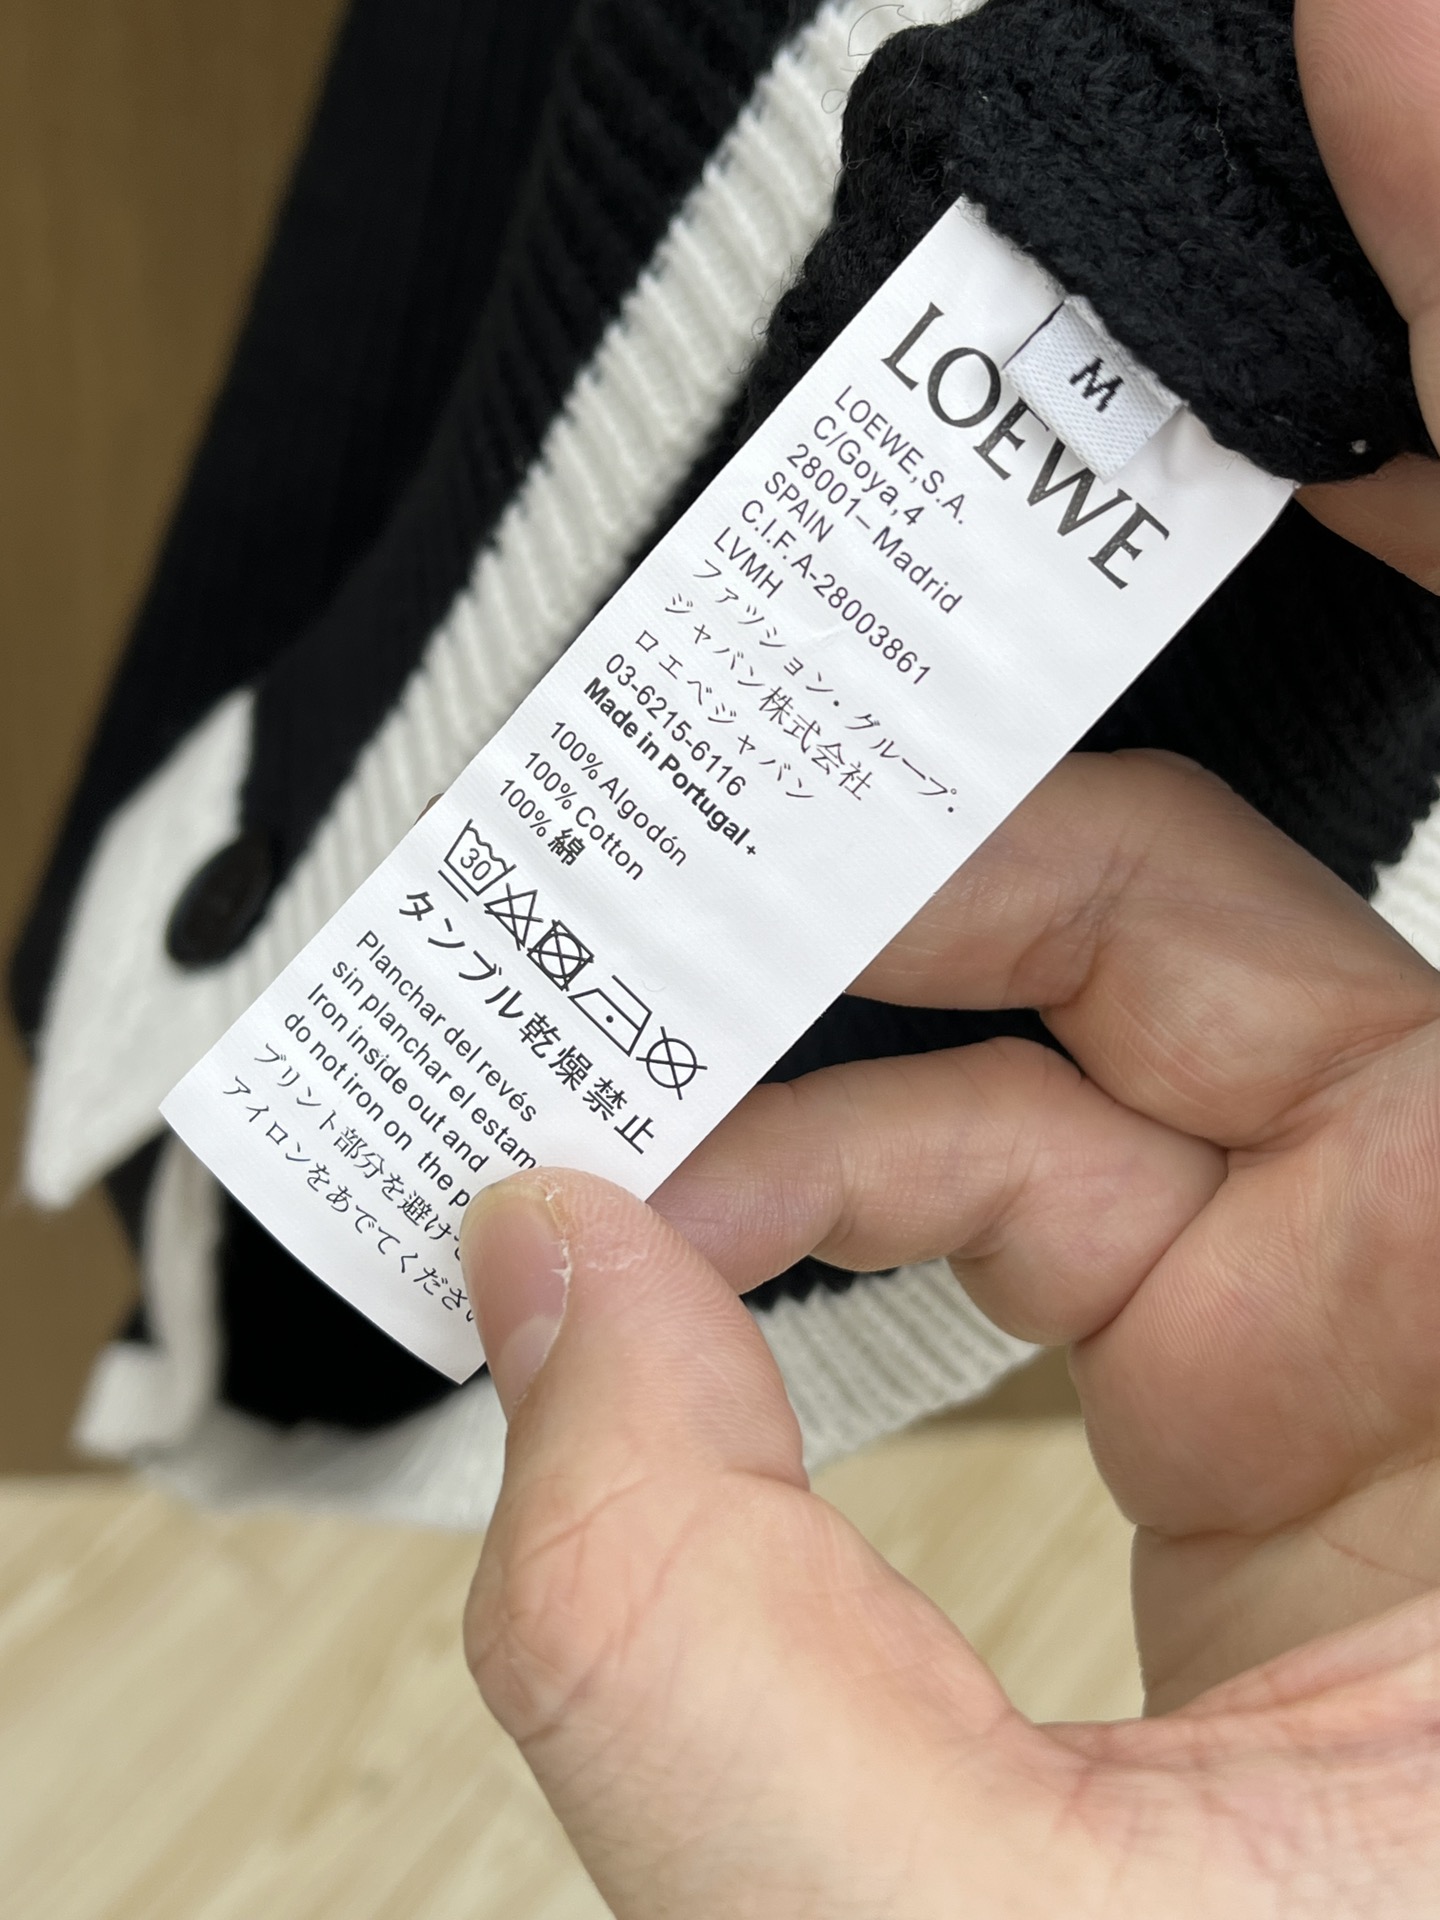 M
LOEWE
LOEWE,S.A.
C/Goya,4
28001– Madrid
SPAIN
C.I.F. A-28003861
LVMH
ファツション・グループ・
ジャバン株式会社
ロエベジャバン
03-6215-6116
Made in Portugal+
100% Algodón
100% Cotton
100% 綿
30
タンブル乾燥禁止
Planchar del revés
sin planchar el estam
Iron inside out and
do not iron on the p
プリント部分を避け
アイロンをあでてくださ